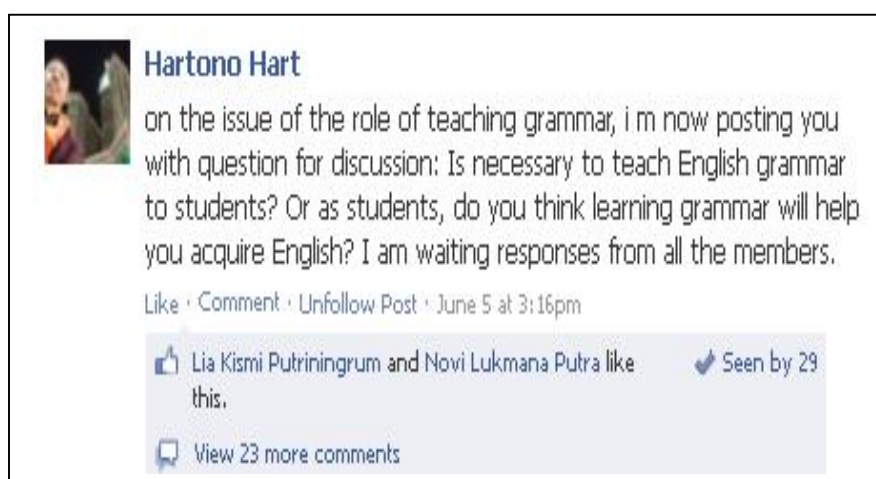 Hartono Hart
on the issue of the role of teaching grammar, i m now posting you
with question for discussion: Is necessary to teach English grammar
to students? Or as students, do you think learning grammar will help
you acquire English? I am waiting responses from all the members.
Like · Comment · Unfollow Post · June 5 at 3:16pm
Lia Kismi Putriningrum and Novi Lukmana Putra like
this.
Seen by 29
View 23 more comments